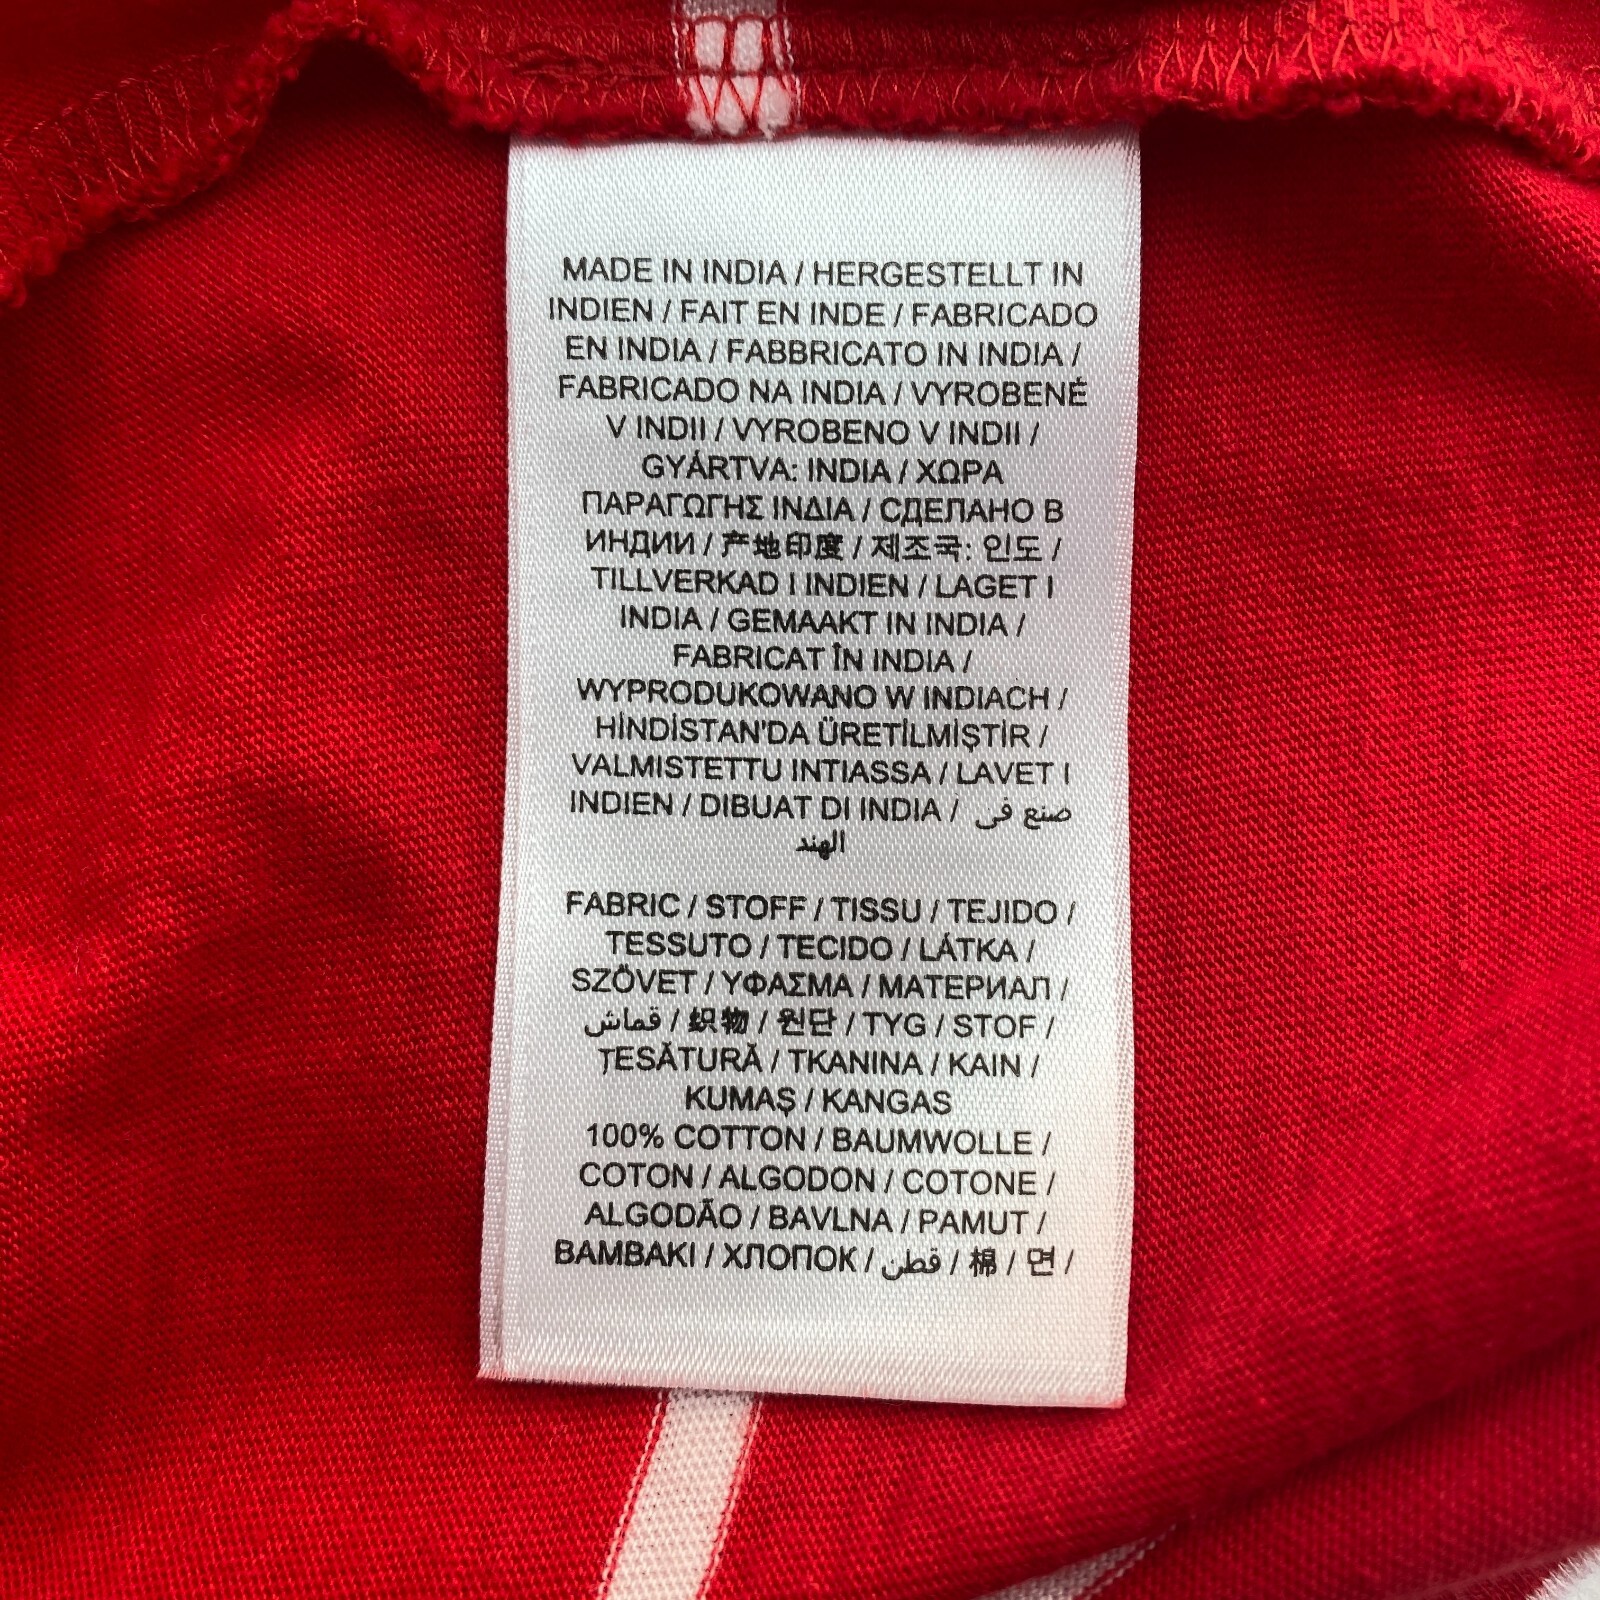 MADE IN INDIA / HERGESTELLT IN
INDIEN / FAIT EN INDE / FABRICADO
EN INDIA / FABBRICATO IN INDIA /
FABRICADO NA INDIA / VYROBENÉ
V INDII / VYROBENO V INDII /
GYÁRTVA: INDIA / ΧΩΡΑ
ΠΑΡΑΓΩΓΗΣ ΙΝΔΙΑ / СДЕЛАНО В
ИНДИИ / 产地印度 / 제조국: 인도 /
TILLVERKAD I INDIEN / LAGET I
INDIA / GEMAAKT IN INDIA /
FABRICAT ÎN INDIA /
WYPRODUKOWANO W INDIACH /
HİNDİSTAN'DA ÜRETİLMİŞTİR /
VALMISTETTU INTIASSA / LAVET I
INDIEN / DIBUAT DI INDIA / صنع في
الهند
FABRIC / STOFF / TISSU / TEJIDO /
TESSUTO / TECIDO / LÁTKA /
SZÖVET / ΥΦΑΣΜΑ / МАТЕРИАЛ /
قماش / 织物 / 원단 / TYG / STOF /
ȚESĂTURĂ / TKANINA / KAIN /
KUMAȘ / KANGAS
100% COTTON / BAUMWOLLE /
COTON / ALGODON / COTONE /
ALGODÃO / BAVLNA / PAMUT /
BAMBAKI / ХЛОПОК / قطن / 棉 / 면 /